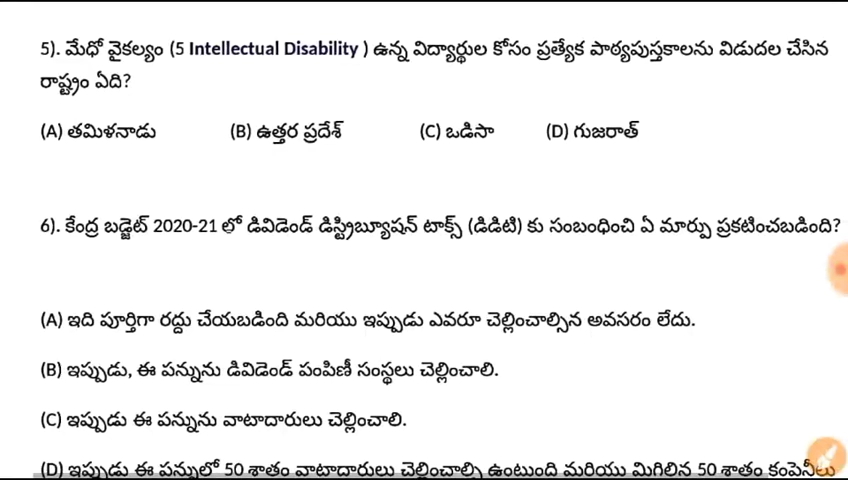 5). మేధో వైకల్యం (5 Intellectual Disability ) ఉన్న విద్యార్థుల కోసం ప్రత్యేక పాఠ్యపుస్తకాలను విడుదల చేసిన
రాష్ట్రం ఏది?
(A) తమిళనాడు (B) ఉత్తర ప్రదేశ్ (C) ఒడిసా (D) గుజరాత్
6). కేంద్ర బడ్జెట్ 2020-21 లో డివిడెండ్ డిస్ట్రిబ్యూషన్ టాక్స్ (డిడిటి) కు సంబంధించి ఏ మార్పు ప్రకటించబడింది?
(A) ఇది పూర్తిగా రద్దు చేయబడింది మరియు ఇప్పుడు ఎవరూ చెల్లించాల్సిన అవసరం లేదు.
(B) ఇప్పుడు, ఈ పన్నును డివిడెండ్ పంపిణీ సంస్థలు చెల్లించాలి.
(C) ఇప్పుడు ఈ పన్నును వాటాదారులు చెల్లించాలి.
(D) ఇప్పుడు ఈ పన్నులో 50 శాతం వాటాదారులు చెల్లించాల్సి ఉంటుంది మరియు మిగిలిన 50 శాతం కంపెనీలు